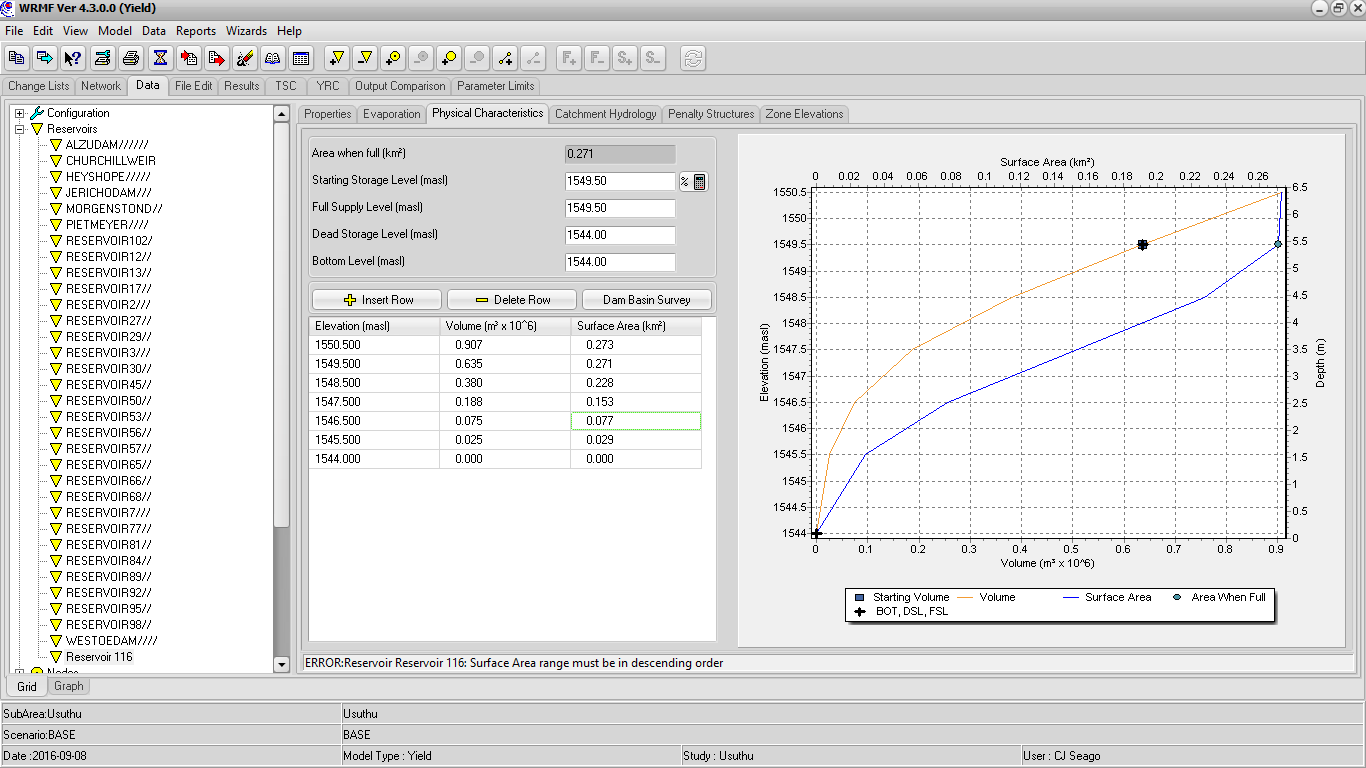 WRMF Ver 4.3.0.0 (Yield)
File Edit View Model Data Reports Wizards Help
Change Lists Network Data File Edit Results TSC YRC Output Comparison Parameter Limits
Configuration
Reservoirs
ALZUDAM//////
CHURCHILLWEIR
HEYSHOPE/////
JERICHODAM///
MORGENSTOND//
PIETMEYER////
RESERVOIR102/
RESERVOIR12//
RESERVOIR13//
RESERVOIR17//
RESERVOIR2///
RESERVOIR27//
RESERVOIR29//
RESERVOIR3///
RESERVOIR30//
RESERVOIR45//
RESERVOIR50//
RESERVOIR53//
RESERVOIR56//
RESERVOIR57//
RESERVOIR65//
RESERVOIR66//
RESERVOIR68//
RESERVOIR7///
RESERVOIR77//
RESERVOIR81//
RESERVOIR84//
RESERVOIR89//
RESERVOIR92//
RESERVOIR95//
RESERVOIR98//
WESTOEDAM////
Reservoir 116
Nodes
Grid Graph
Properties Evaporation Physical Characteristics Catchment Hydrology Penalty Structures Zone Elevations
Area when full (km²) 0.271
Starting Storage Level (masl) 1549.50 %
Full Supply Level (masl) 1549.50
Dead Storage Level (masl) 1544.00
Bottom Level (masl) 1544.00
Insert Row Delete Row Dam Basin Survey
Elevation (masl) Volume (m³ x 10^6) Surface Area (km²)
1550.500 0.907 0.273
1549.500 0.635 0.271
1548.500 0.380 0.228
1547.500 0.188 0.153
1546.500 0.075 0.077
1545.500 0.025 0.029
1544.000 0.000 0.000
Surface Area (km²)
0 0.02 0.04 0.06 0.08 0.1 0.12 0.14 0.16 0.18 0.2 0.22 0.24 0.26
Elevation (masl)
1550.5
1550
1549.5
1549
1548.5
1548
1547.5
1547
1546.5
1546
1545.5
1545
1544.5
1544
6.5
6
5.5
5
4.5
4
3.5
3
2.5
2
1.5
1
0.5
0
Depth (m)
0 0.1 0.2 0.3 0.4 0.5 0.6 0.7 0.8 0.9
Volume (m³ x 10^6)
Starting Volume Volume Surface Area Area When Full
BOT, DSL, FSL
ERROR:Reservoir Reservoir 116: Surface Area range must be in descending order
SubArea:Usuthu Usuthu
Scenario:BASE BASE
Date :2016-09-08 Model Type : Yield Study : Usuthu User : CJ Seago